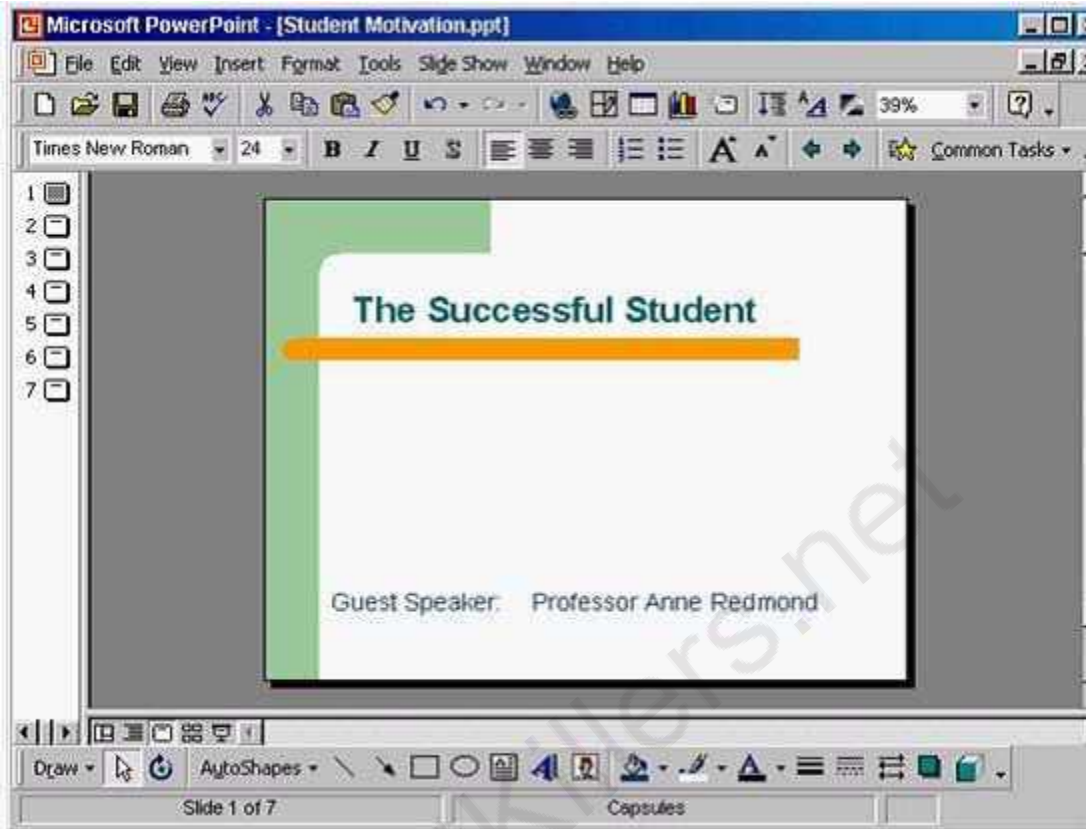 Microsoft PowerPoint - [Student Motivation.ppt]
File Edit View Insert Format Tools Slide Show Window Help
39%
Times New Roman 24 B I U S A A Common Tasks
1
2
3
4
5
6
7
The Successful Student
Guest Speaker: Professor Anne Redmond
Draw AutoShapes
Slide 1 of 7 Capsules